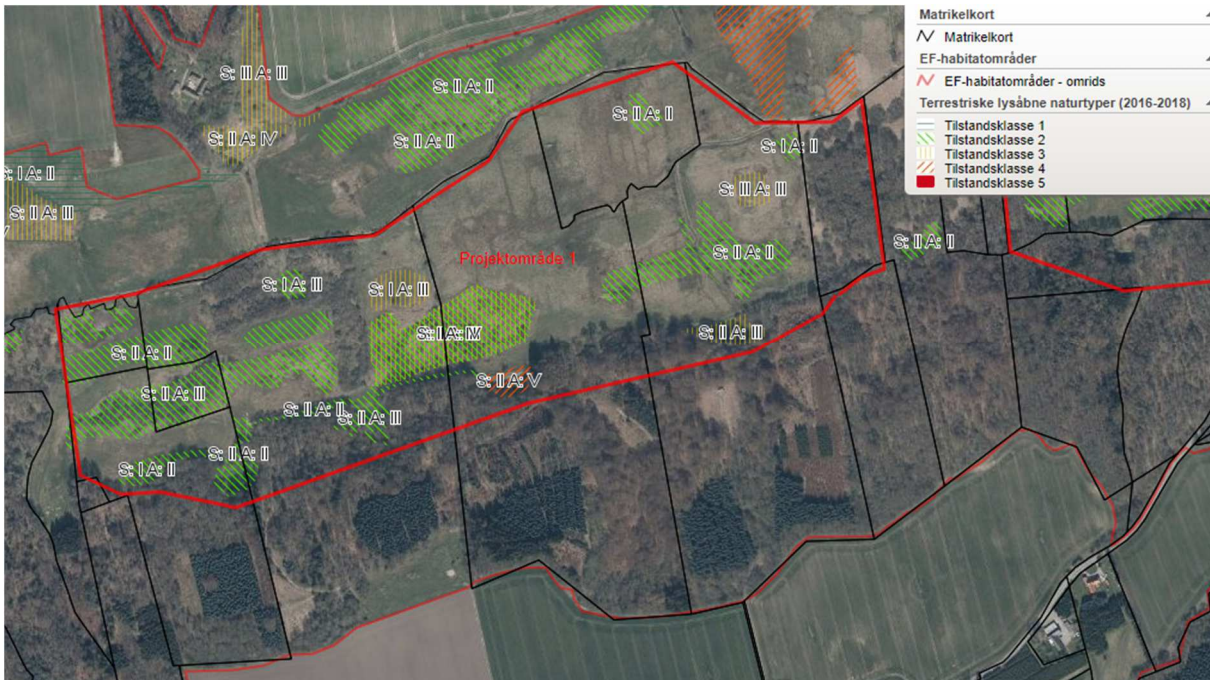 Matrikelkort
Matrikelkort
EF-habitatområder
EF-habitatområder - omrids
Terrestriske lysåbne naturtyper (2016-2018)
Tilstandsklasse 1
Tilstandsklasse 2
Tilstandsklasse 3
Tilstandsklasse 4
Tilstandsklasse 5
S: III A: III
S: II A: II
S: II A: II
S: II A: IV
S: II A: II
S: I A: II
S: I A: II
S: III A: III
S: II A: III
S: II A: II
S: II A: II
Projektområde 1
S: I A: III
S: I A: III
S: II A: III
S: II A: II
S: II A: V
S: II A: III
S: II A: II
S: II A: III
S: II A: II
S: I A: II